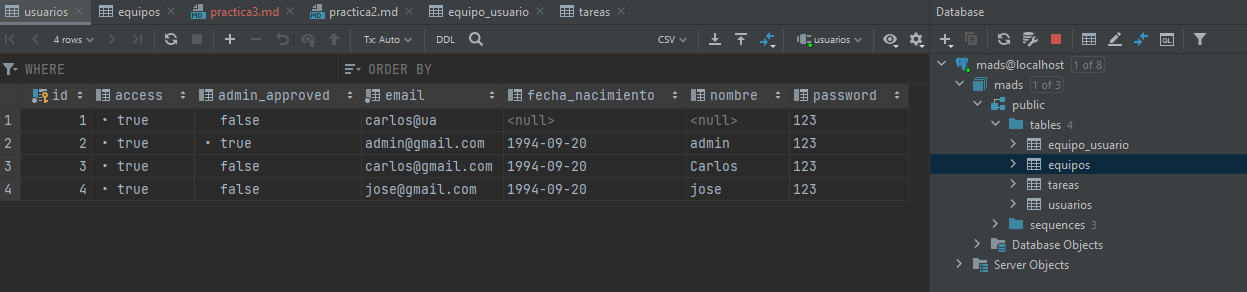 usuarios equipos practica3.md practica2.md equipo_usuario tareas
4 rows Tx: Auto DDL CSV usuarios
WHERE ORDER BY
id access admin_approved email fecha_nacimiento nombre password
1 1 true false carlos@ua <null> <null> 123
2 2 true true admin@gmail.com 1994-09-20 admin 123
3 3 true false carlos@gmail.com 1994-09-20 Carlos 123
4 4 true false jose@gmail.com 1994-09-20 jose 123
Database
QL
mads@localhost 1 of 8
mads 1 of 3
public
tables 4
equipo_usuario
equipos
tareas
usuarios
sequences 3
Database Objects
Server Objects